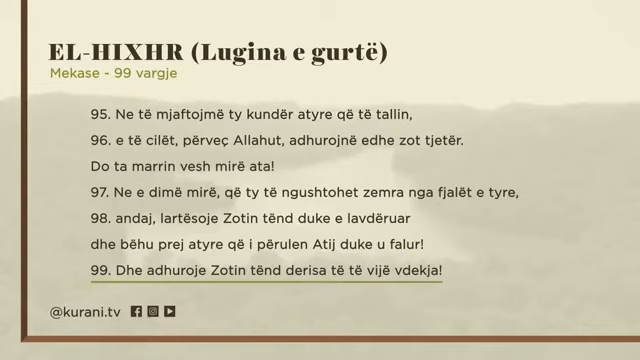 EL-HIXHR (Lugina e gurtë)
Mekase - 99 vargje
95. Ne të mjaftojmë ty kundër atyre që të tallin,
96. e të cilët, përveç Allahut, adhurojnë edhe zot tjetër.
Do ta marrin vesh mirë ata!
97. Ne e dimë mirë, që ty të ngushtohet zemra nga fjalët e tyre,
98. andaj, lartësoje Zotin tënd duke e lavdëruar
dhe bëhu prej atyre që i përulen Atij duke u falur!
99. Dhe adhuroje Zotin tënd derisa të të vijë vdekja!
@kurani.tv